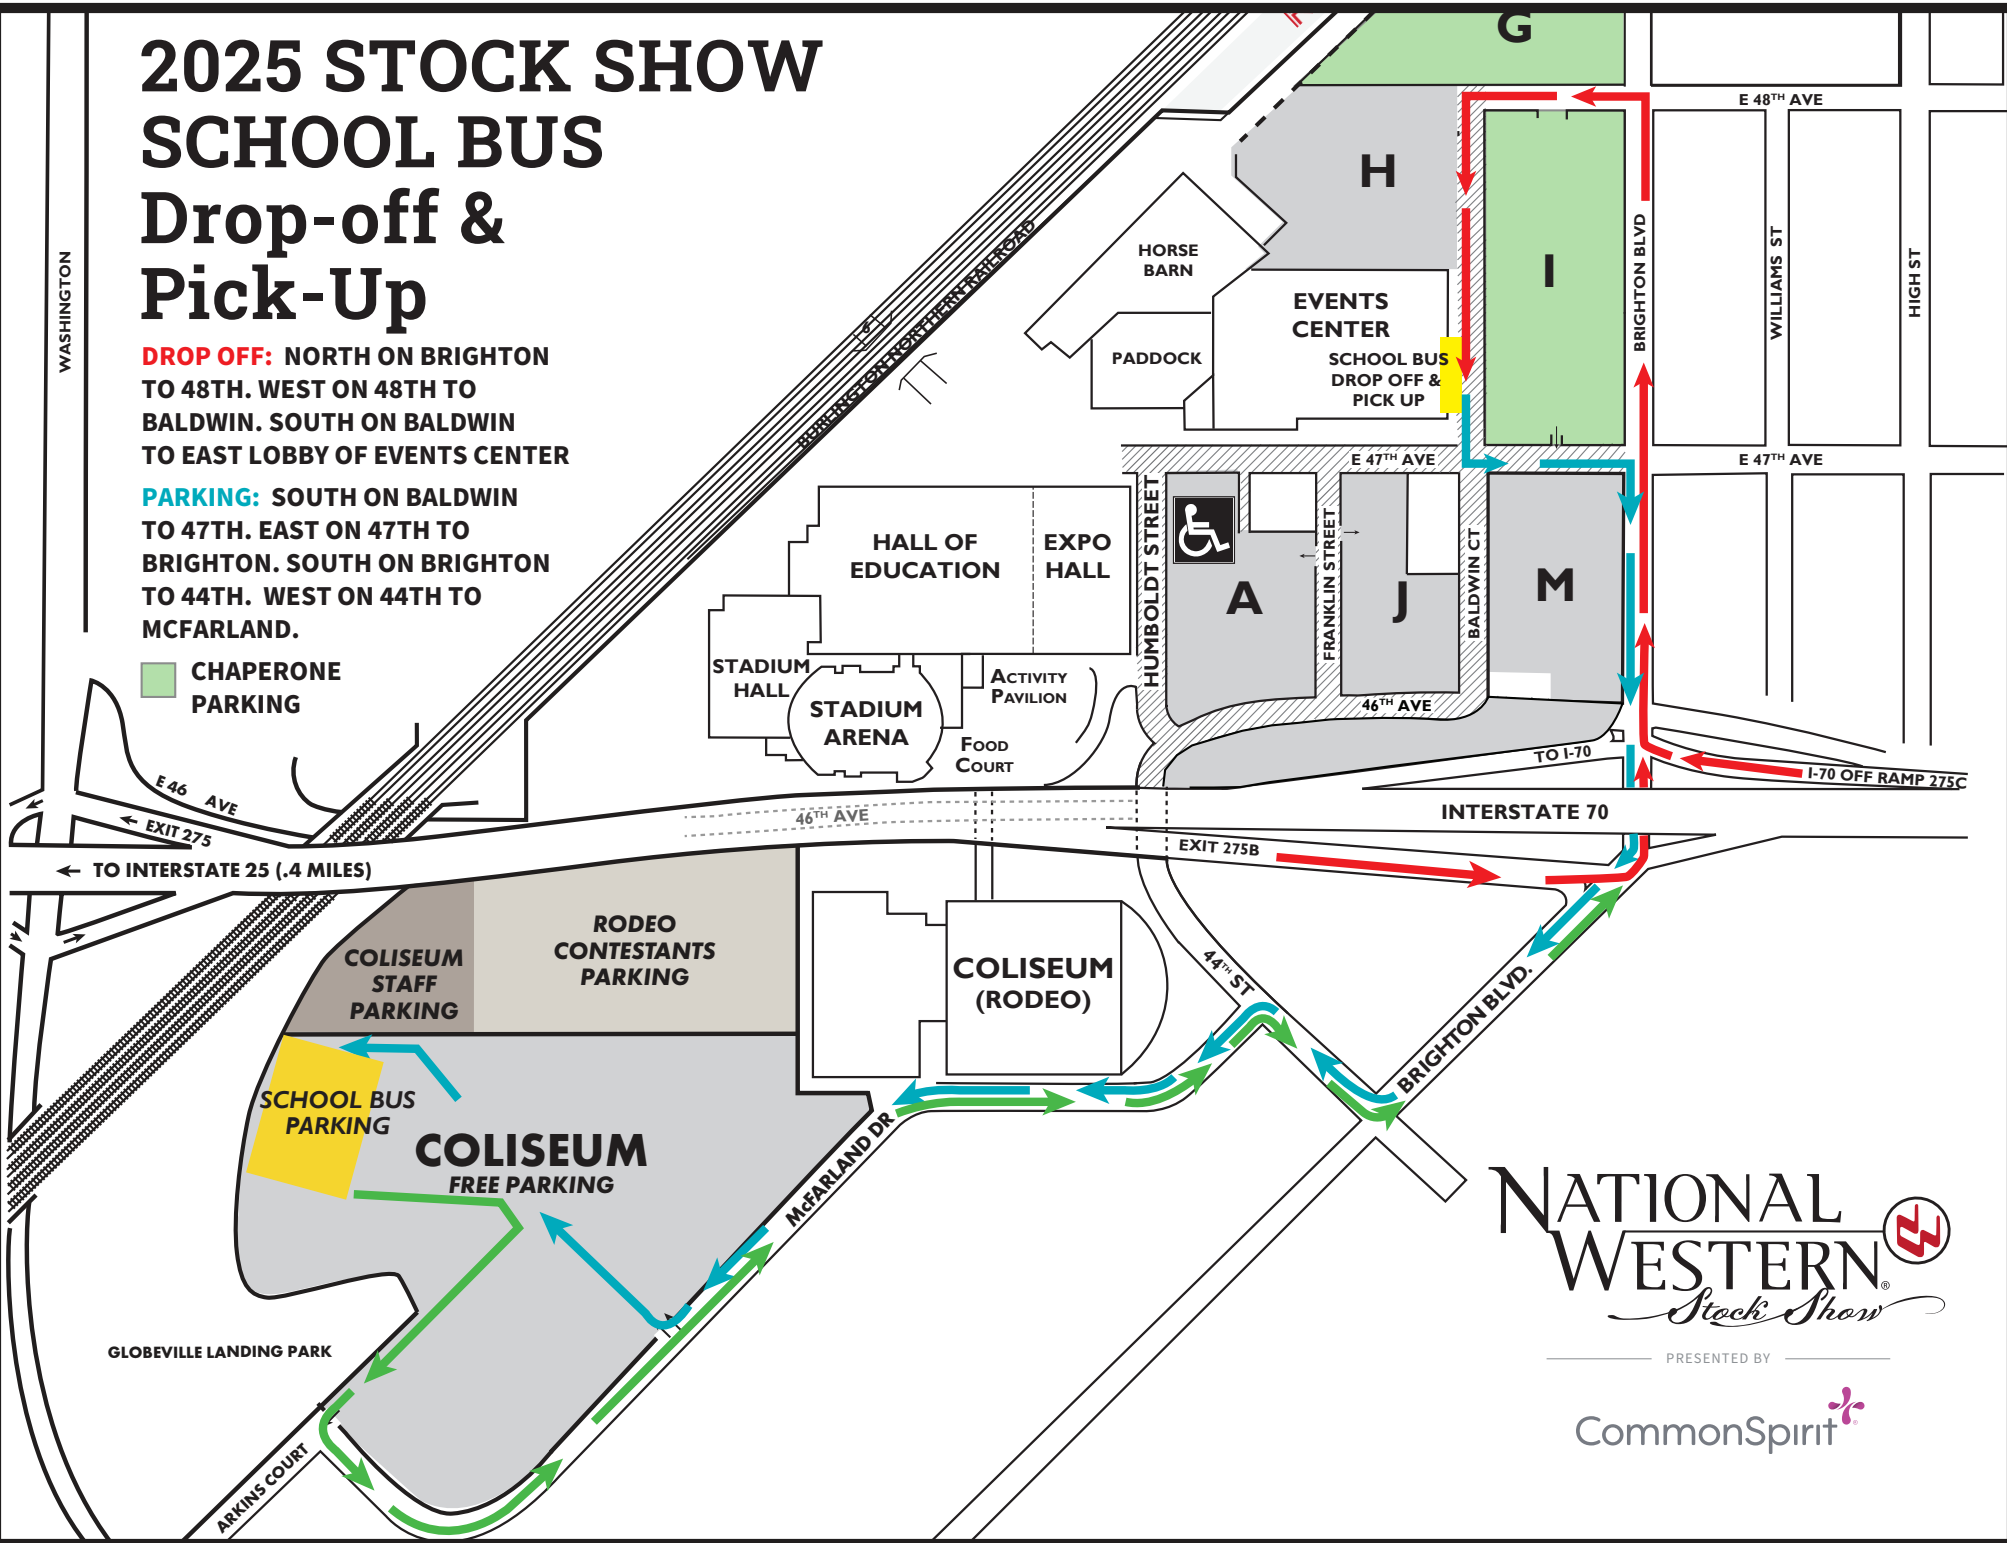 2025 STOCK SHOW
SCHOOL BUS
Drop-off &
Pick-Up
DROP OFF: NORTH ON BRIGHTON
TO 48TH. WEST ON 48TH TO
BALDWIN. SOUTH ON BALDWIN
TO EAST LOBBY OF EVENTS CENTER
PARKING: SOUTH ON BALDWIN
TO 47TH. EAST ON 47TH TO
BRIGHTON. SOUTH ON BRIGHTON
TO 44TH. WEST ON 44TH TO
MCFARLAND.
CHAPERONE
PARKING
WASHINGTON
BURLINGTON NORTHERN RAILROAD
G
E 48TH AVE
H
I
HORSE
BARN
EVENTS
CENTER
PADDOCK
SCHOOL BUS
DROP OFF &
PICK UP
BRIGHTON BLVD
WILLIAMS ST
HIGH ST
E 47TH AVE
E 47TH AVE
HALL OF
EDUCATION
EXPO
HALL
HUMBOLDT STREET
A
FRANKLIN STREET
J
BALDWIN CT
M
STADIUM
HALL
STADIUM
ARENA
ACTIVITY
PAVILION
FOOD
COURT
46TH AVE
TO I-70
I-70 OFF RAMP 275C
E 46 AVE
EXIT 275
46TH AVE
INTERSTATE 70
EXIT 275B
TO INTERSTATE 25 (.4 MILES)
RODEO
CONTESTANTS
PARKING
COLISEUM
STAFF
PARKING
COLISEUM
(RODEO)
44TH ST
BRIGHTON BLVD.
SCHOOL BUS
PARKING
COLISEUM
FREE PARKING
McFARLAND DR
GLOBEVILLE LANDING PARK
ARKINS COURT
NATIONAL
WESTERN®
Stock Show
PRESENTED BY
CommonSpirit®